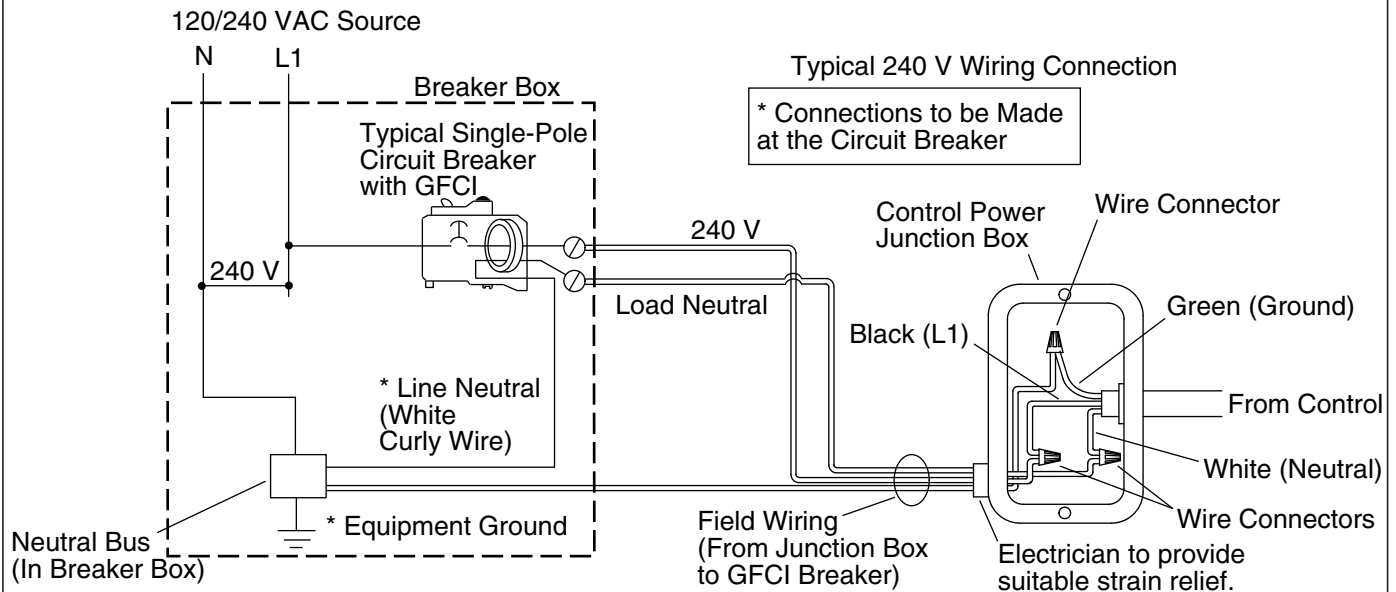 120/240 VAC Source
N
L1
Typical 240 V Wiring Connection
Breaker Box
* Connections to be Made
at the Circuit Breaker
Typical Single-Pole
Circuit Breaker
with GFCI
Control Power
Junction Box
Wire Connector
240 V
240 V
Load Neutral
Green (Ground)
Black (L1)
* Line Neutral
(White
Curly Wire)
From Control
White (Neutral)
* Equipment Ground
Field Wiring
(From Junction Box
to GFCI Breaker)
Wire Connectors
Neutral Bus
(In Breaker Box)
Electrician to provide
suitable strain relief.